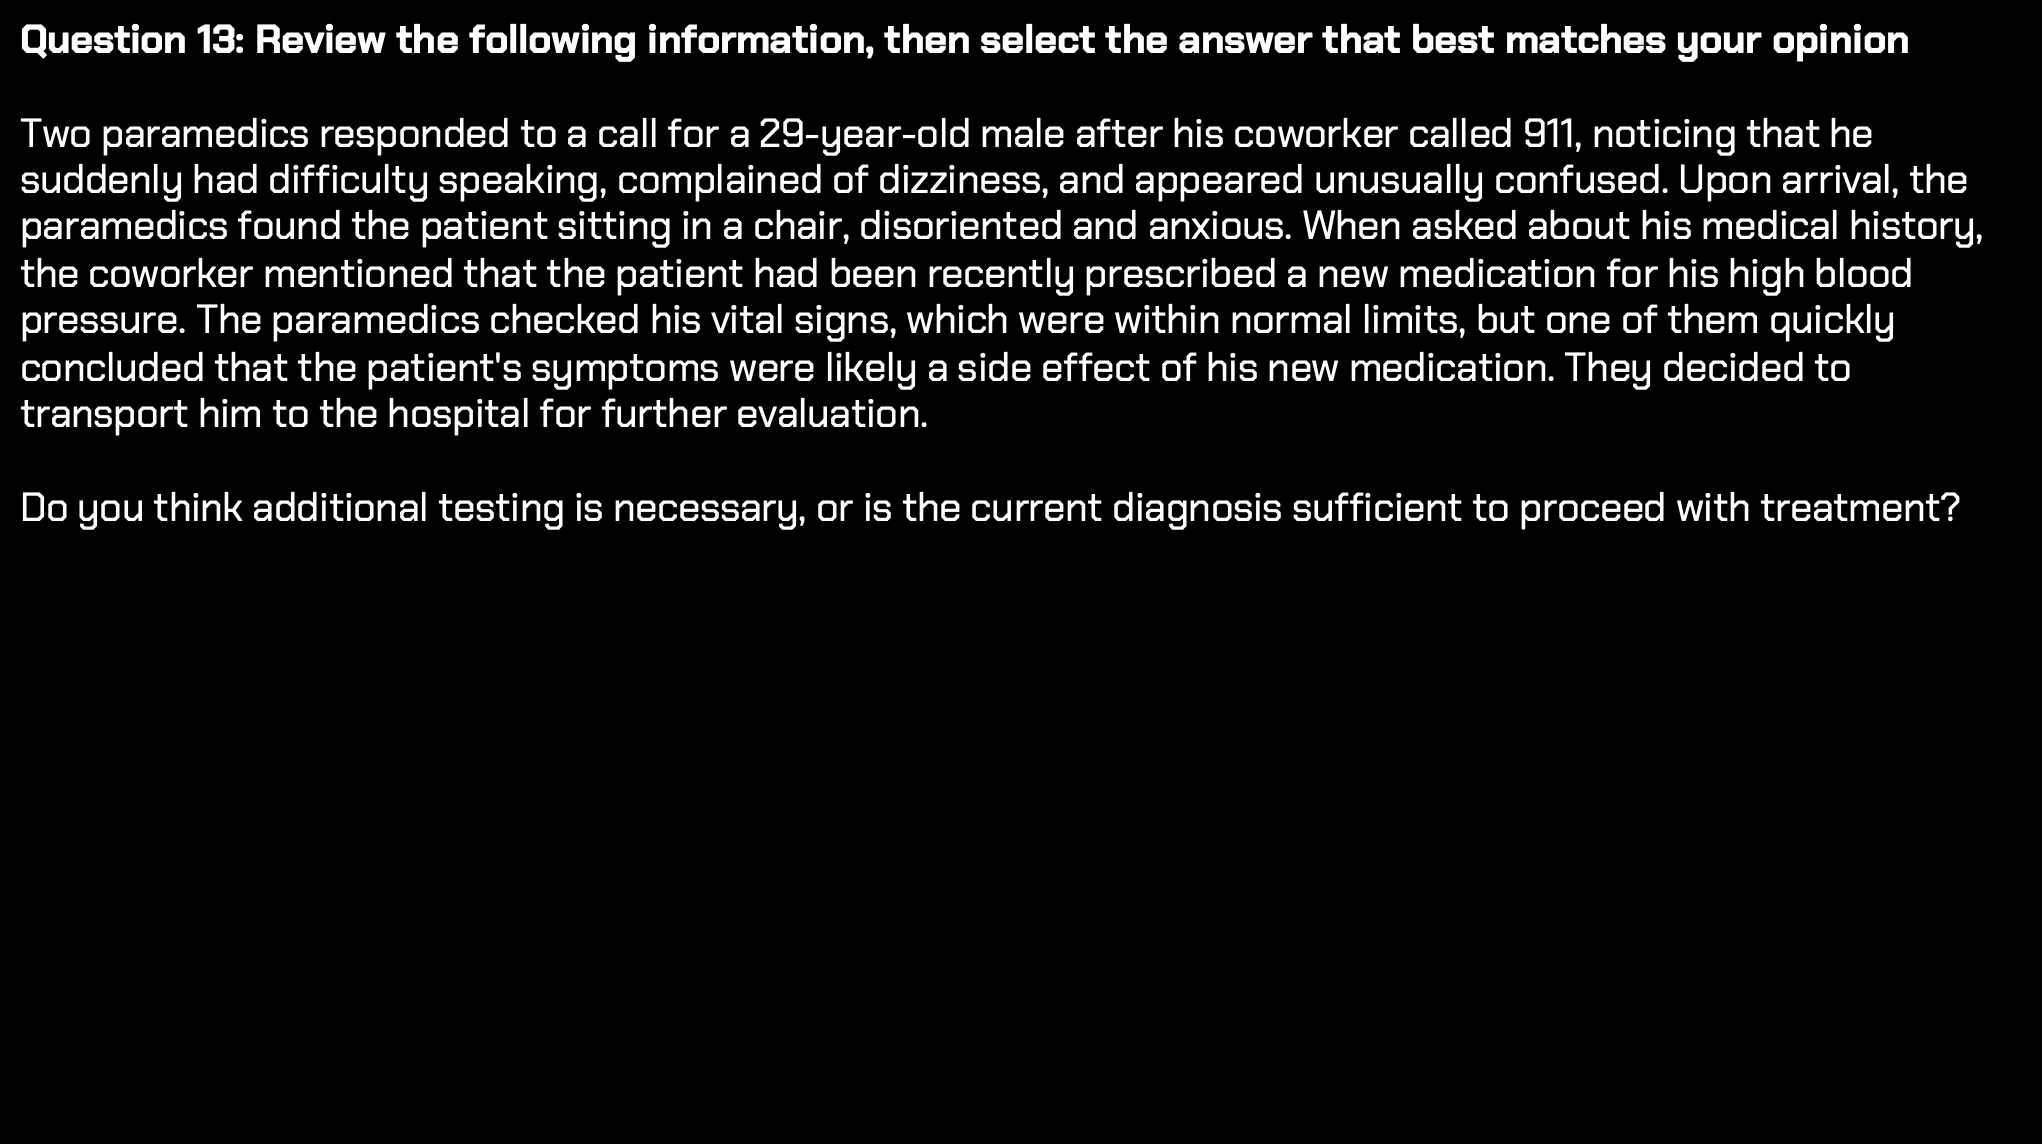 Question 13: Review the following information, then select the answer that best matches your opinion
Two paramedics responded to a call for a 29-year-old male after his coworker called 911, noticing that he
suddenly had difficulty speaking, complained of dizziness, and appeared unusually confused. Upon arrival, the
paramedics found the patient sitting in a chair, disoriented and anxious. When asked about his medical history,
the coworker mentioned that the patient had been recently prescribed a new medication for his high blood
pressure. The paramedics checked his vital signs, which were within normal limits, but one of them quickly
concluded that the patient's symptoms were likely a side effect of his new medication. They decided to
transport him to the hospital for further evaluation.
Do you think additional testing is necessary, or is the current diagnosis sufficient to proceed with treatment?